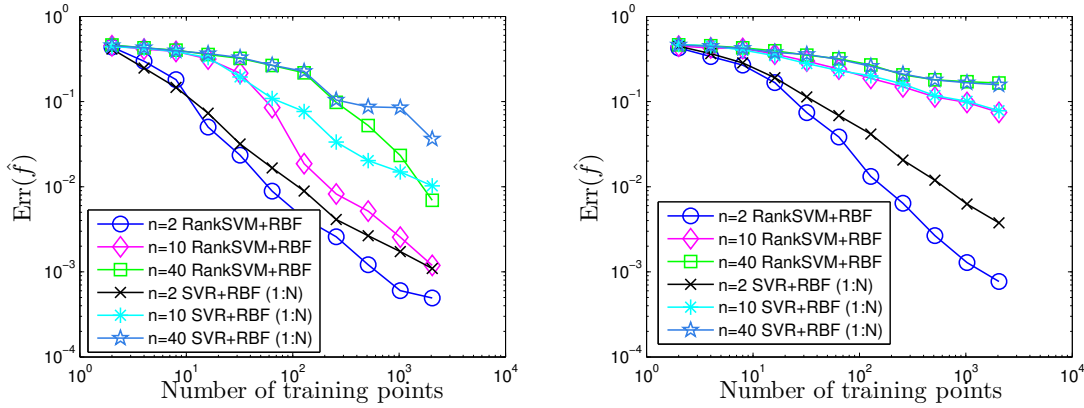 10^0
10^-1
10^-2
10^-3
10^-4
Err(f̂)
n=2 RankSVM+RBF
n=10 RankSVM+RBF
n=40 RankSVM+RBF
n=2 SVR+RBF (1:N)
n=10 SVR+RBF (1:N)
n=40 SVR+RBF (1:N)
10^0
10^1
10^2
10^3
10^4
Number of training points
10^0
10^-1
10^-2
10^-3
10^-4
Err(f̂)
n=2 RankSVM+RBF
n=10 RankSVM+RBF
n=40 RankSVM+RBF
n=2 SVR+RBF (1:N)
n=10 SVR+RBF (1:N)
n=40 SVR+RBF (1:N)
10^0
10^1
10^2
10^3
10^4
Number of training points